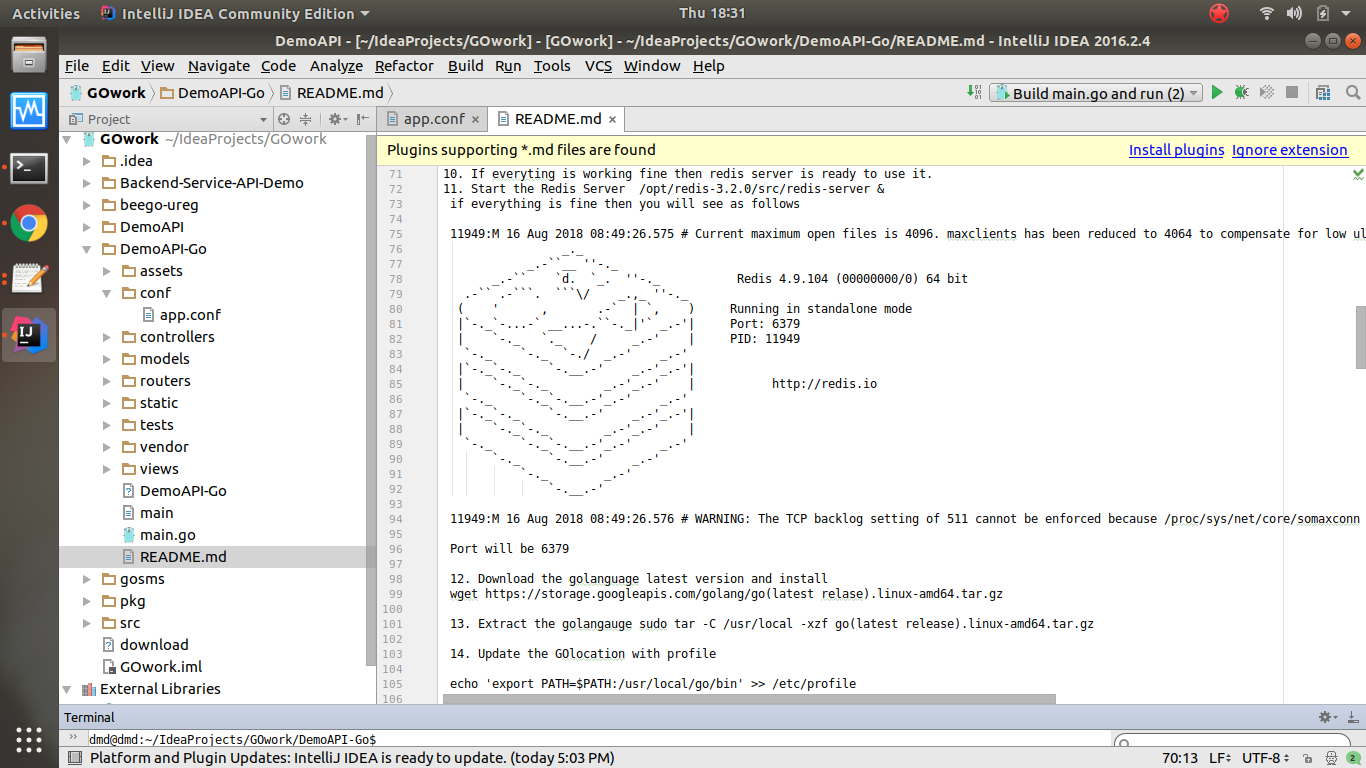 Activities IntelliJ IDEA Community Edition Thu 18:31
DemoAPI - [~/IdeaProjects/GOwork] - [GOwork] - ~/IdeaProjects/GOwork/DemoAPI-Go/README.md - IntelliJ IDEA 2016.2.4
File Edit View Navigate Code Analyze Refactor Build Run Tools VCS Window Help
GOwork DemoAPI-Go README.md Build main.go and run (2)
Project
app.conf README.md
GOwork ~/IdeaProjects/GOwork
.idea
Backend-Service-API-Demo
beego-ureg
DemoAPI
DemoAPI-Go
assets
conf
app.conf
controllers
models
routers
static
tests
vendor
views
DemoAPI-Go
main
main.go
README.md
gosms
pkg
src
download
GOwork.iml
External Libraries
Plugins supporting *.md files are found Install plugins Ignore extension
71 10. If everyting is working fine then redis server is ready to use it.
72 11. Start the Redis Server /opt/redis-3.2.0/src/redis-server &
73 if everything is fine then you will see as follows
74
75 11949:M 16 Aug 2018 08:49:26.575 # Current maximum open files is 4096. maxclients has been reduced to 4064 to compensate for low ul
76 _._
77 _.-``__ ''-._
78 _.-`` `d. `_. ''-._ Redis 4.9.104 (00000000/0) 64 bit
79 .-`` .-```. ```\/ _.,_ ''-._
80 ( ' , .-` | `, ) Running in standalone mode
81 |`-._`-...-` __...-.``-._|'` _.-'| Port: 6379
82 | `-._ `._ / _.-' | PID: 11949
83 `-._ `-._ `-./ _.-' _.-'
84 |`-._`-._ `-.__.-' _.-'_.-'|
85 | `-._`-._ _.-'_.-' | http://redis.io
86 `-._ `-._`-.__.-'_.-' _.-'
87 |`-._`-._ `-.__.-' _.-'_.-'|
88 | `-._`-._ _.-'_.-' |
89 `-._ `-._`-.__.-'_.-' _.-'
90 `-._ `-.__.-' _.-'
91 `-._ _.-'
92 `-.__.-'
93
94 11949:M 16 Aug 2018 08:49:26.576 # WARNING: The TCP backlog setting of 511 cannot be enforced because /proc/sys/net/core/somaxconn
95
96 Port will be 6379
97
98 12. Download the golanguage latest version and install
99 wget https://storage.googleapis.com/golang/go(latest relase).linux-amd64.tar.gz
100
101 13. Extract the golangauge sudo tar -C /usr/local -xzf go(latest release).linux-amd64.tar.gz
102
103 14. Update the GOlocation with profile
104
105 echo 'export PATH=$PATH:/usr/local/go/bin' >> /etc/profile
106
Terminal
dmd@dmd:~/IdeaProjects/GOwork/DemoAPI-Go$
Platform and Plugin Updates: IntelliJ IDEA is ready to update. (today 5:03 PM) 70:13 LF UTF-8 2